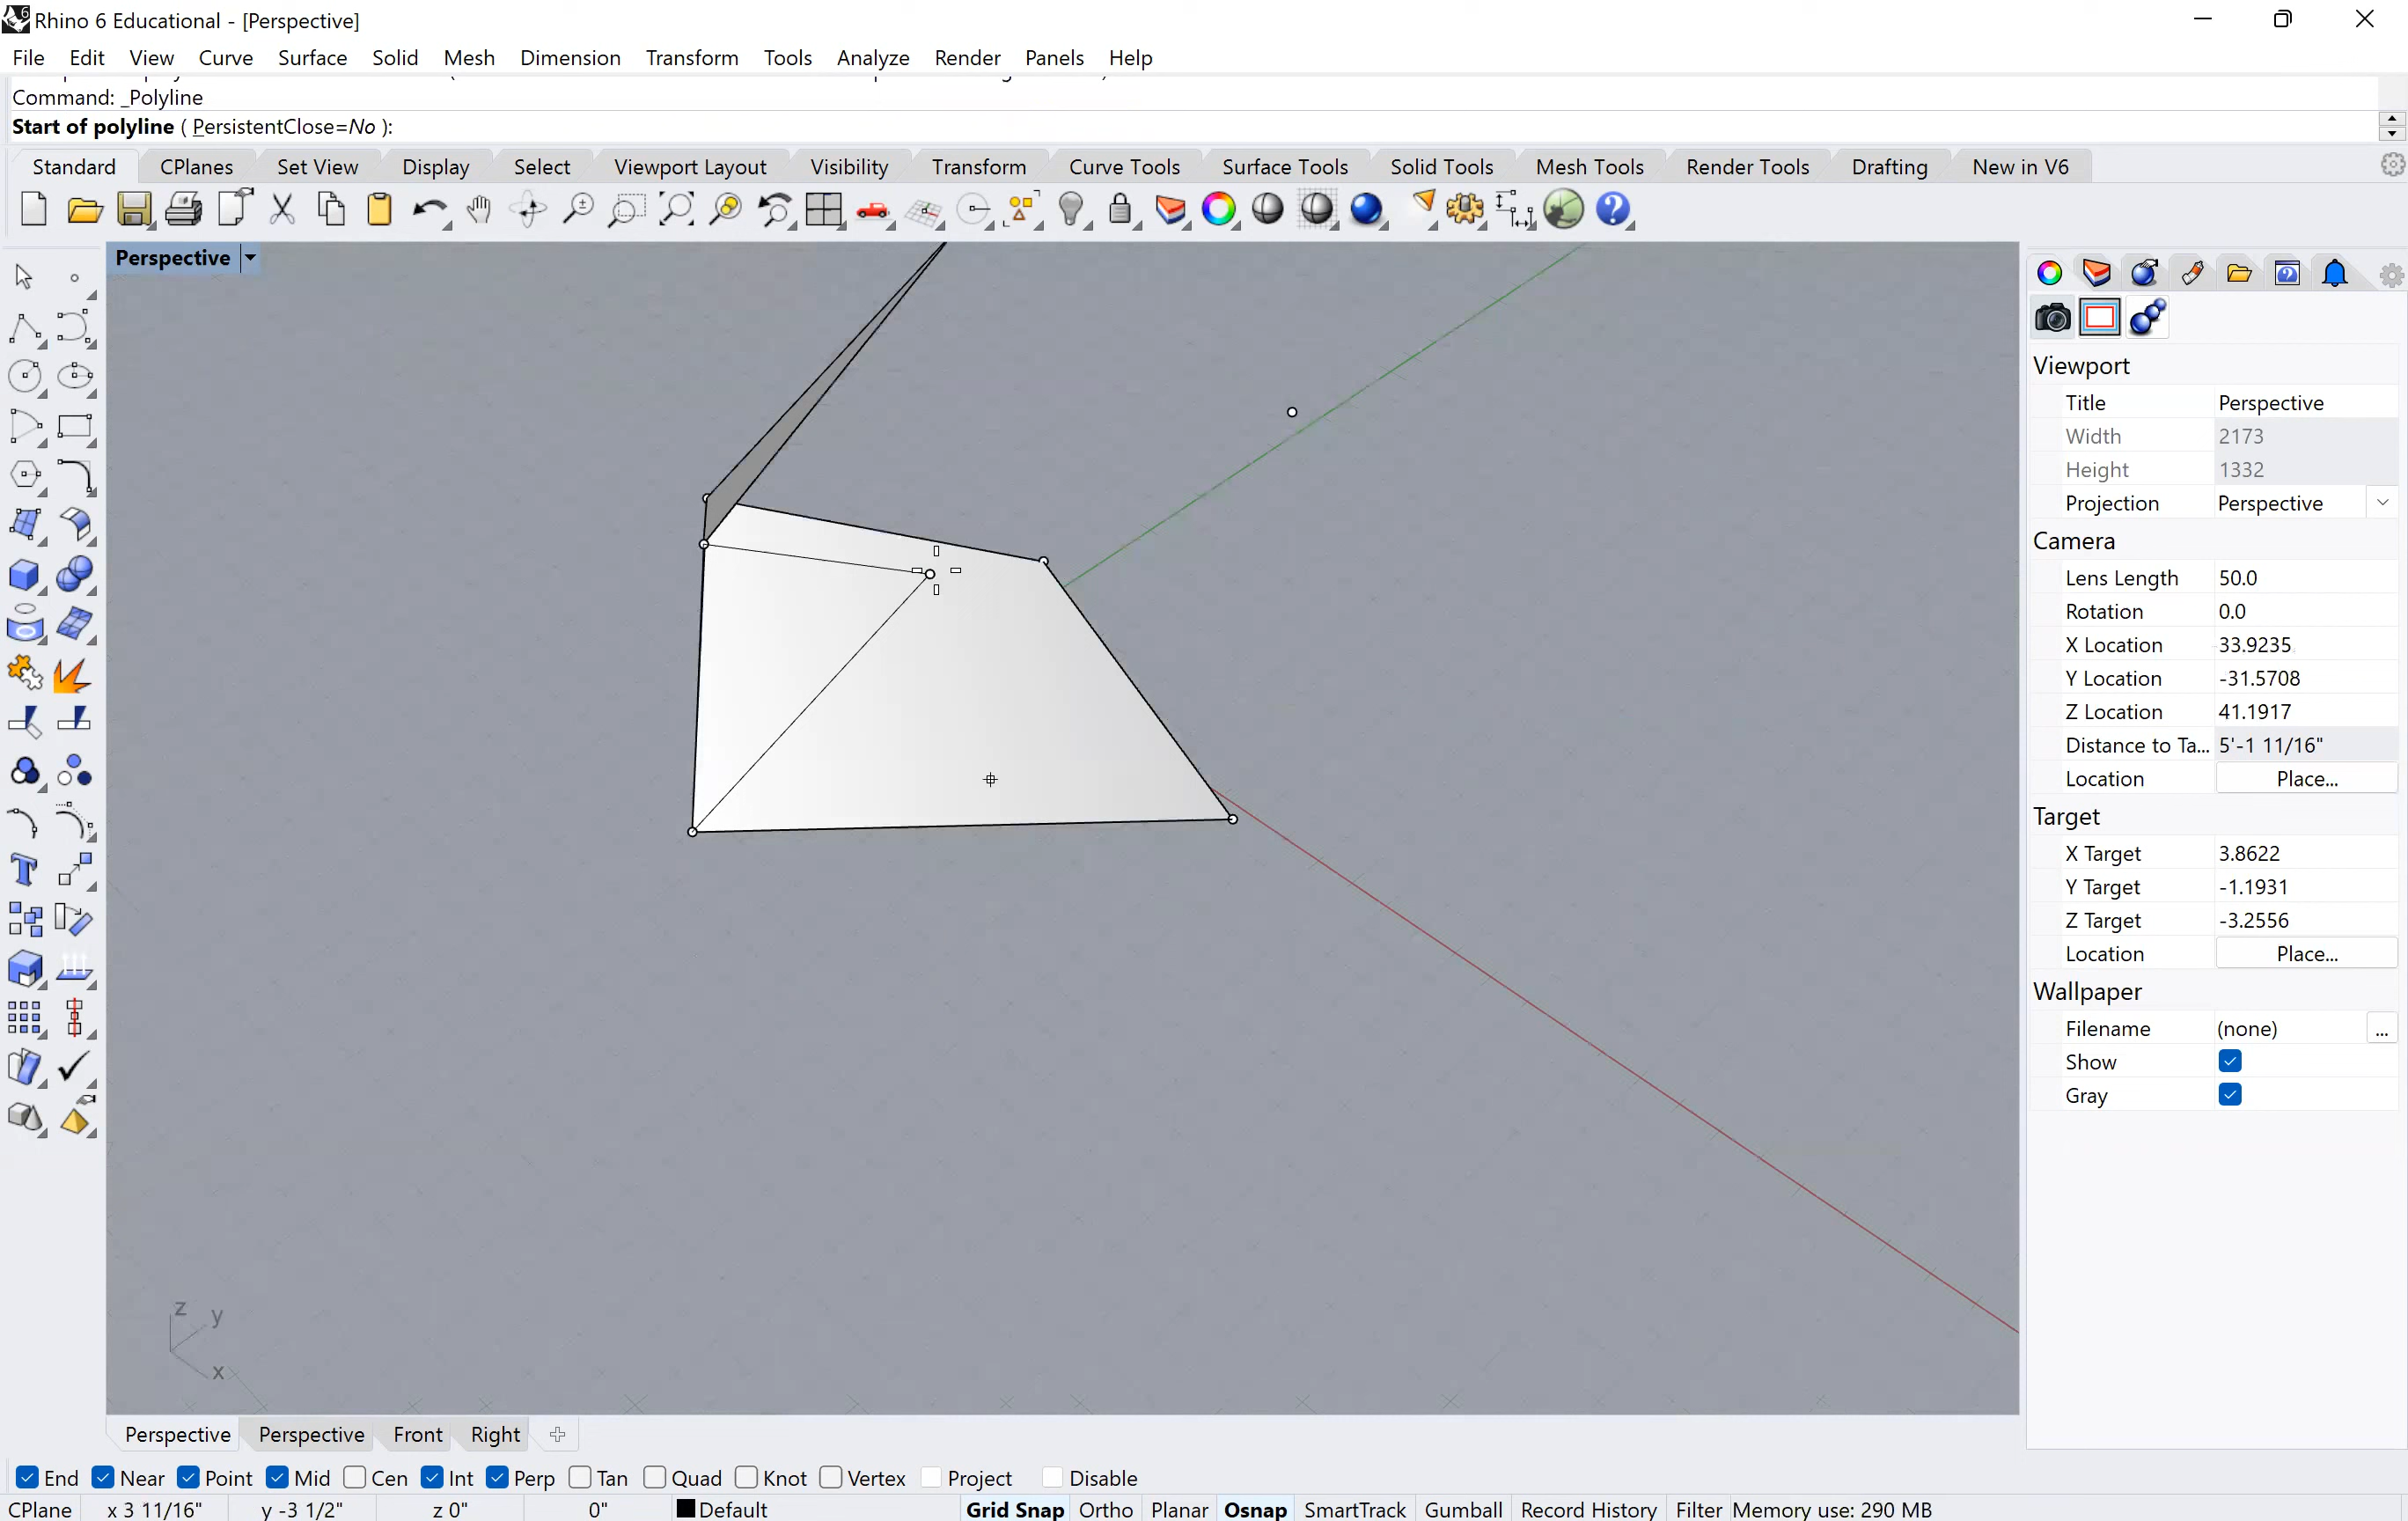 Rhino 6 Educational - [Perspective]
File Edit View Curve Surface Solid Mesh Dimension Transform Tools Analyze Render Panels Help
Command: _Polyline
Start of polyline ( PersistentClose=No ):
Standard CPlanes Set View Display Select Viewport Layout Visibility Transform Curve Tools Surface Tools Solid Tools Mesh Tools Render Tools Drafting New in V6
Perspective
Viewport
Title Perspective
Width 2173
Height 1332
Projection Perspective
Camera
Lens Length 50.0
Rotation 0.0
X Location 33.9235
Y Location -31.5708
Z Location 41.1917
Distance to Ta... 5'-1 11/16"
Location Place...
Target
X Target 3.8622
Y Target -1.1931
Z Target -3.2556
Location Place...
Wallpaper
Filename (none) ...
Show
Gray
z y
x
Perspective Perspective Front Right
End Near Point Mid Cen Int Perp Tan Quad Knot Vertex Project Disable
CPlane x 3 11/16" y -3 1/2" z 0" 0" Default Grid Snap Ortho Planar Osnap SmartTrack Gumball Record History Filter Memory use: 290 MB